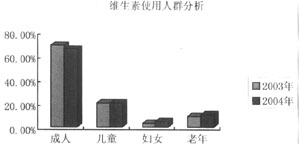 维生素使用人群分析
80.00%
60.00%
40.00%
20.00%
0.00%
成人 儿童 妇女 老年
2003年
2004年